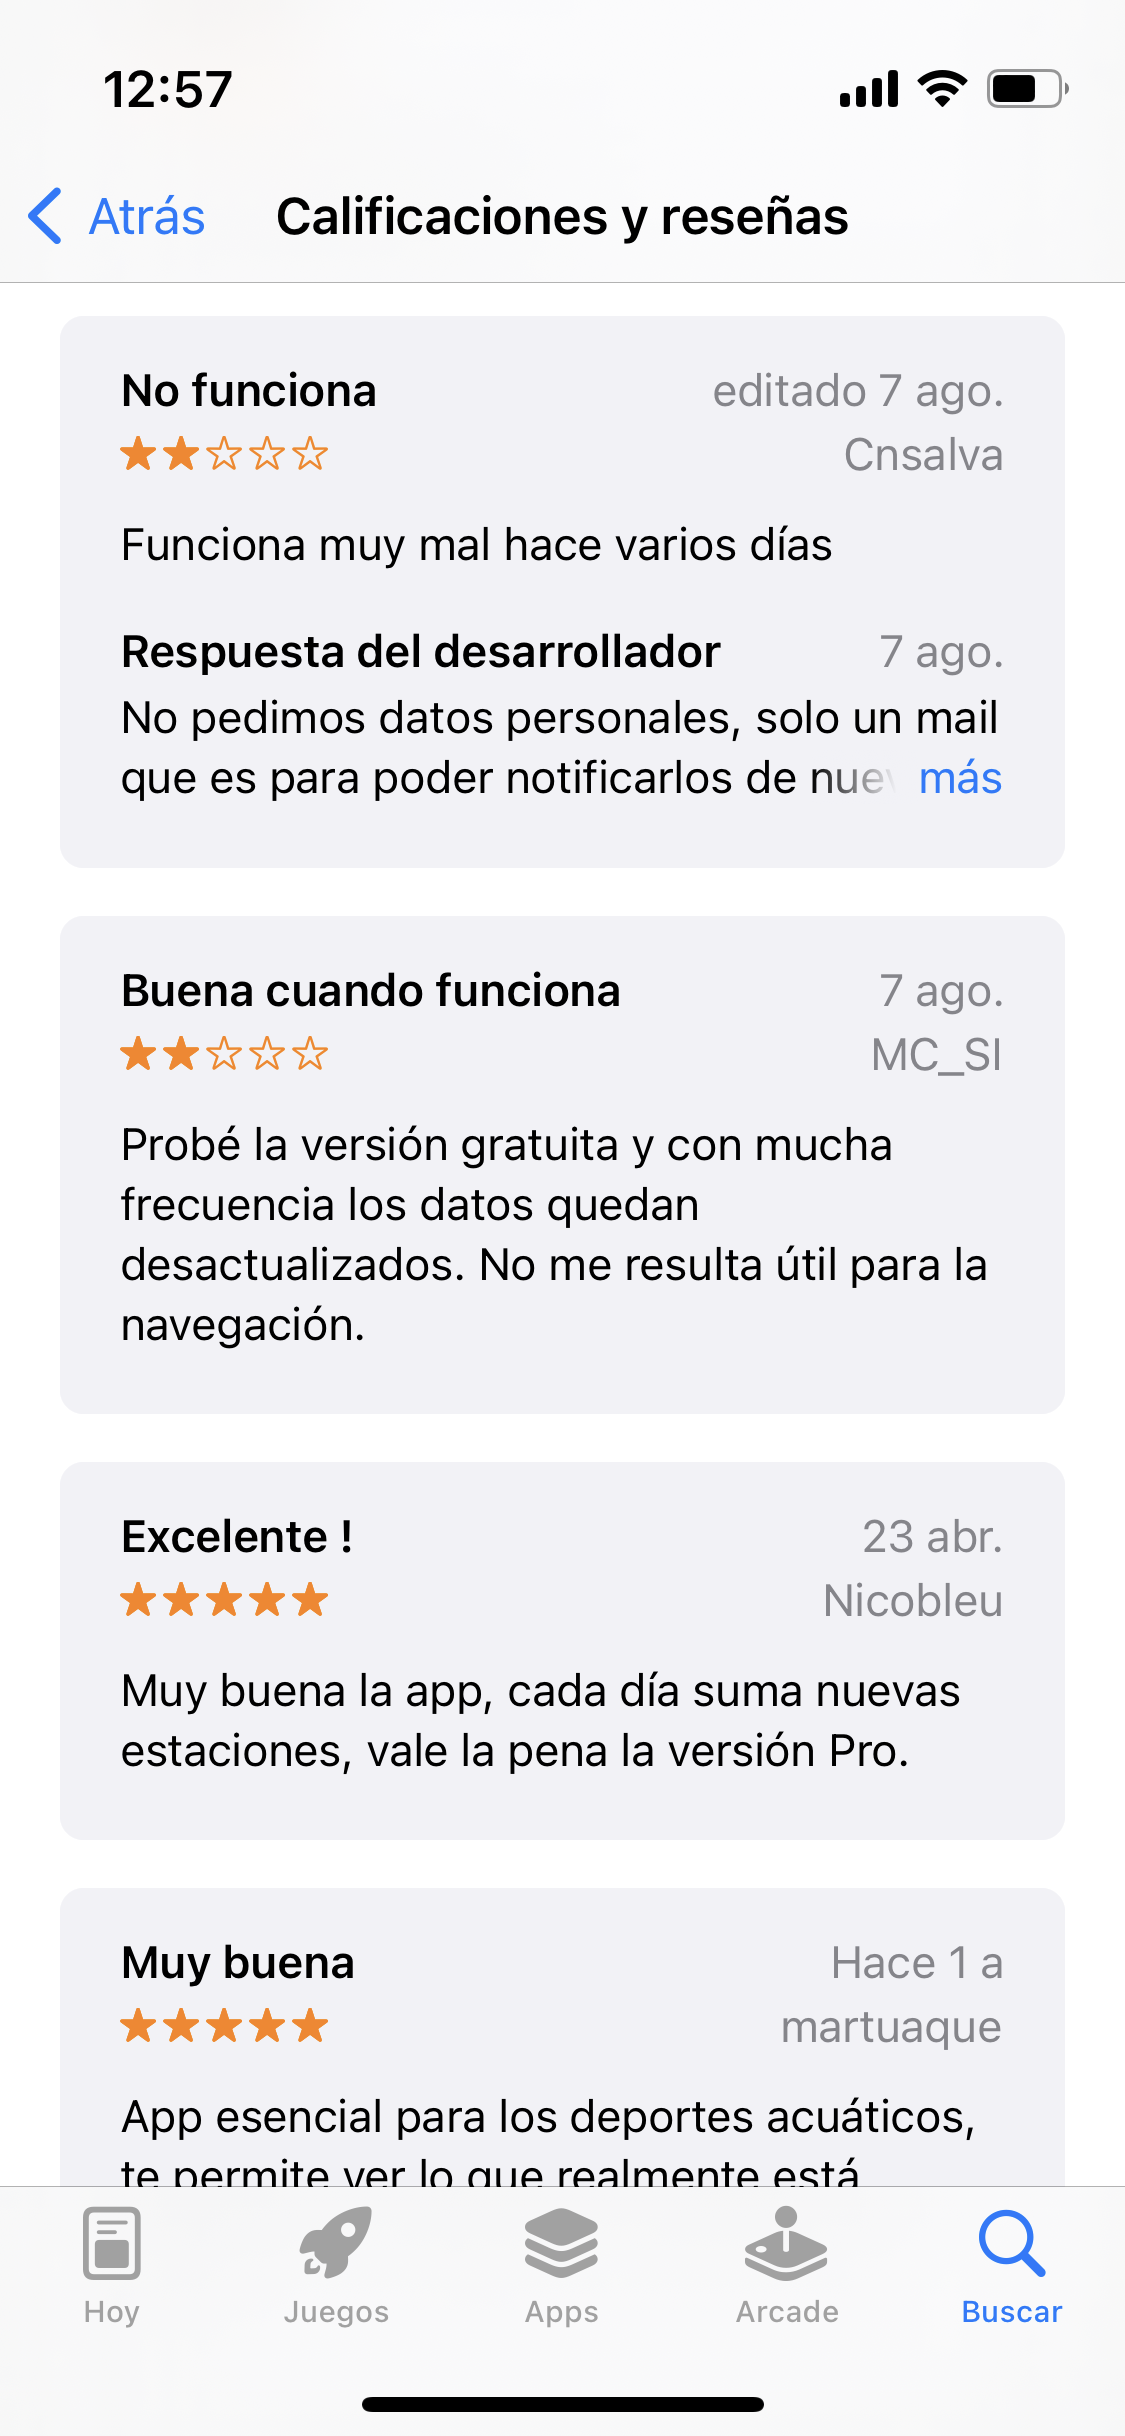 12:57
Atrás
Calificaciones y reseñas
No funciona
editado 7 ago.
Cnsalva
Funciona muy mal hace varios días
Respuesta del desarrollador
7 ago.
No pedimos datos personales, solo un mail
que es para poder notificarlos de nuev más
Buena cuando funciona
7 ago.
MC_SI
Probé la versión gratuita y con mucha
frecuencia los datos quedan
desactualizados. No me resulta útil para la
navegación.
Excelente !
23 abr.
Nicobleu
Muy buena la app, cada día suma nuevas
estaciones, vale la pena la versión Pro.
Muy buena
Hace 1 a
martuaque
App esencial para los deportes acuáticos,
te permite ver lo que realmente está
Hoy
Juegos
Apps
Arcade
Buscar